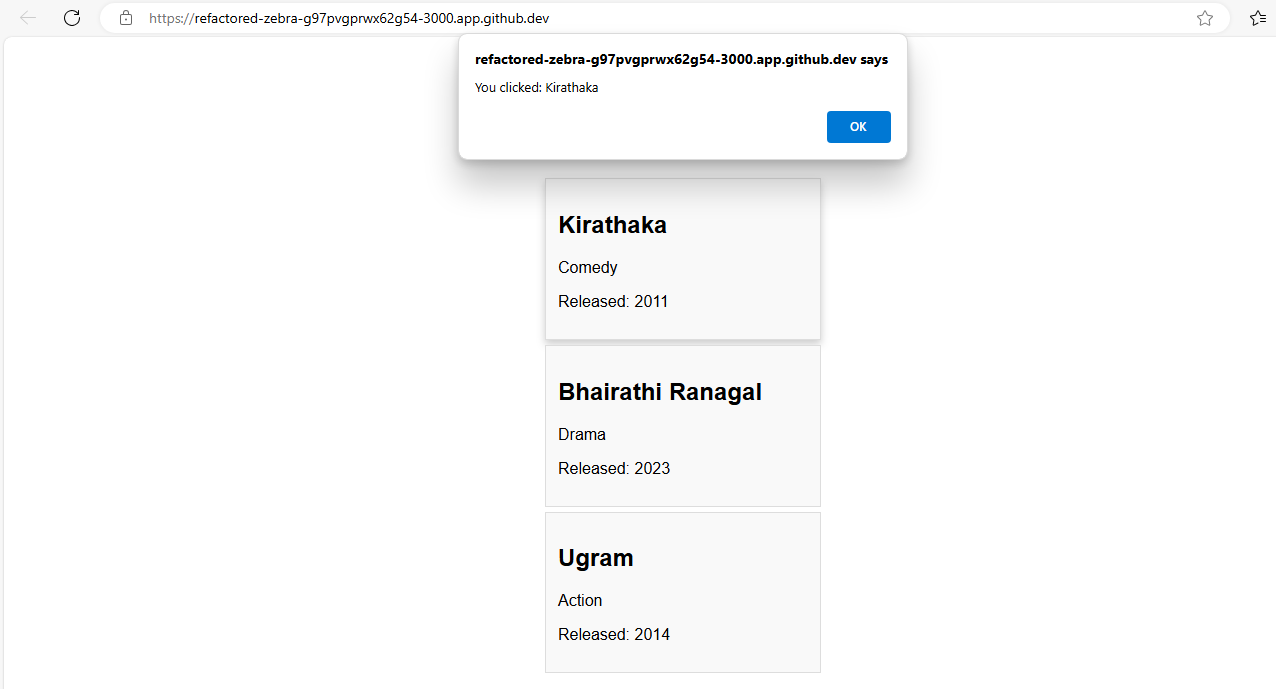 https://refactored-zebra-g97pvgprwx62g54-3000.app.github.dev
refactored-zebra-g97pvgprwx62g54-3000.app.github.dev says
You clicked: Kirathaka
OK
Kirathaka
Comedy
Released: 2011
Bhairathi Ranagal
Drama
Released: 2023
Ugram
Action
Released: 2014